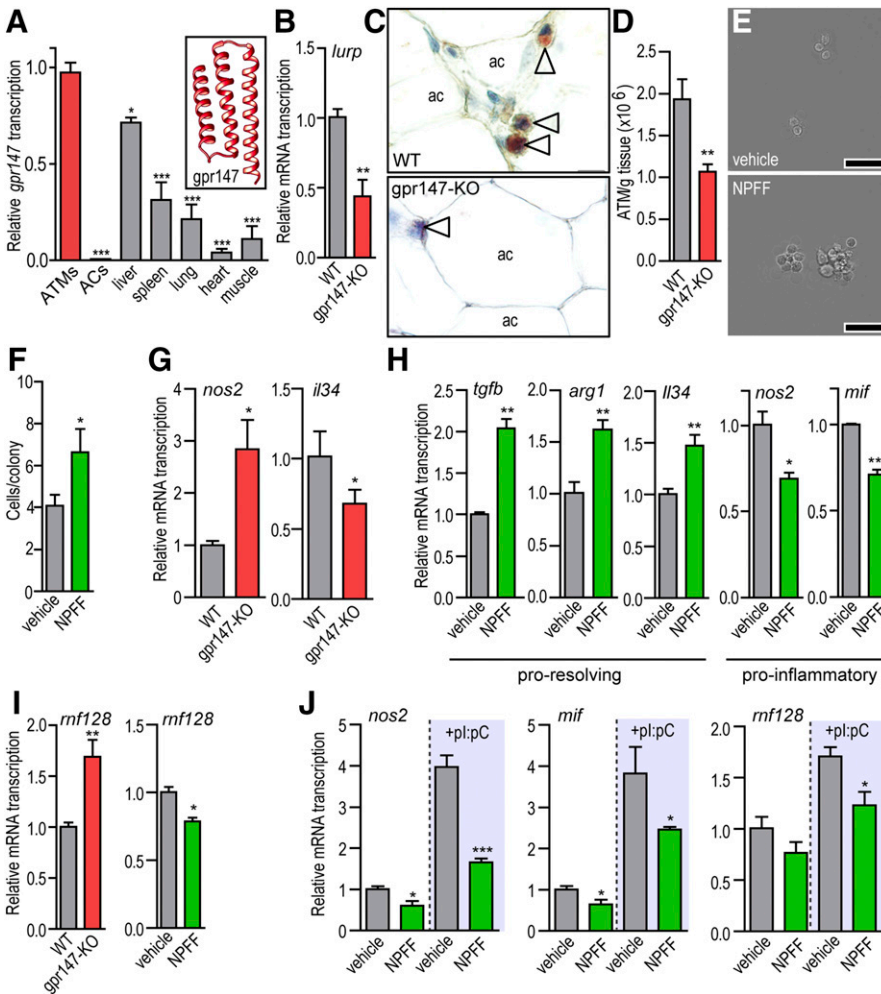 A
Relative gpr147 transcription
1.0
0.5
0.0
*
***
***
***
***
***
gpr147
ATMs
ACs
liver
spleen
lung
heart
muscle
B
Relative mRNA transcription
lurp
1.5
1.0
0.5
0.0
**
WT
gpr147-KO
C
ac
ac
WT
gpr147-KO
ac
ac
D
ATM/g tissue (x10^6)
2.5
2.0
1.5
1.0
0.5
0.0
**
WT
gpr147-KO
E
vehicle
NPFF
F
Cells/colony
10
8
6
4
2
0
*
vehicle
NPFF
G
Relative mRNA transcription
nos2
4
3
2
1
0
*
WT
gpr147-KO
il34
1.5
1.0
0.5
0.0
*
WT
gpr147-KO
H
Relative mRNA transcription
tgfb
2.5
2.0
1.5
1.0
0.5
0.0
**
vehicle
NPFF
arg1
2.0
1.5
1.0
0.5
0.0
**
vehicle
NPFF
Il34
2.0
1.5
1.0
0.5
0.0
**
vehicle
NPFF
pro-resolving
nos2
1.0
0.5
0.0
*
vehicle
NPFF
mif
1.0
0.5
0.0
**
vehicle
NPFF
pro-inflammatory
I
Relative mRNA transcription
rnf128
2.0
1.5
1.0
0.5
0.0
**
WT
gpr147-KO
rnf128
1.5
1.0
0.5
0.0
*
vehicle
NPFF
J
Relative mRNA transcription
nos2
5
4
3
2
1
0
+pI:pC
*
***
vehicle
NPFF
vehicle
NPFF
mif
5
4
3
2
1
0
+pI:pC
*
*
vehicle
NPFF
vehicle
NPFF
rnf128
2.0
1.5
1.0
0.5
0.0
+pI:pC
*
vehicle
NPFF
vehicle
NPFF